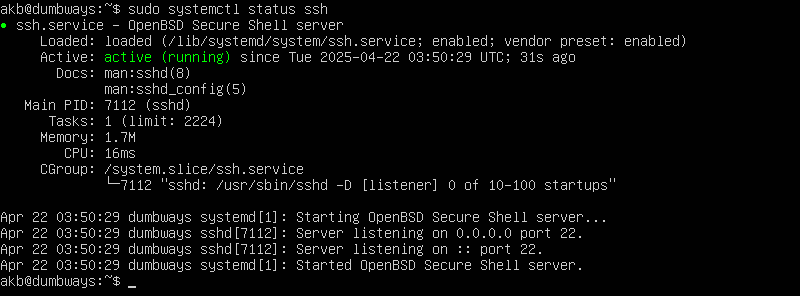 akb@dumbways:~$ sudo systemctl status ssh
● ssh.service - OpenBSD Secure Shell server
     Loaded: loaded (/lib/systemd/system/ssh.service; enabled; vendor preset: enabled)
     Active: active (running) since Tue 2025-04-22 03:50:29 UTC; 31s ago
       Docs: man:sshd(8)
             man:sshd_config(5)
   Main PID: 7112 (sshd)
      Tasks: 1 (limit: 2224)
     Memory: 1.7M
        CPU: 16ms
     CGroup: /system.slice/ssh.service
             └─7112 "sshd: /usr/sbin/sshd -D [listener] 0 of 10-100 startups"

Apr 22 03:50:29 dumbways systemd[1]: Starting OpenBSD Secure Shell server...
Apr 22 03:50:29 dumbways sshd[7112]: Server listening on 0.0.0.0 port 22.
Apr 22 03:50:29 dumbways sshd[7112]: Server listening on :: port 22.
Apr 22 03:50:29 dumbways systemd[1]: Started OpenBSD Secure Shell server.
akb@dumbways:~$ _